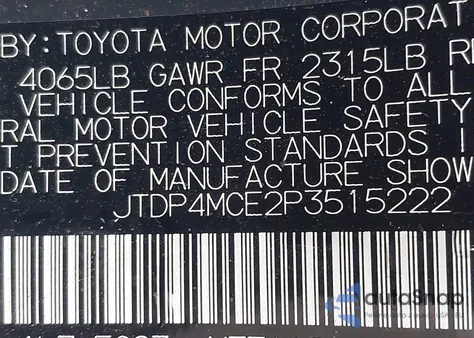 BY: TOYOTA MOTOR CORPORAT
4065LB GAWR FR 2315LB R
VEHICLE CONFORMS TO ALL
RAL MOTOR VEHICLE SAFETY
T PREVENTION STANDARDS I
DATE OF MANUFACTURE SHOW
JTDP4MCE2P3515222
autoSnap